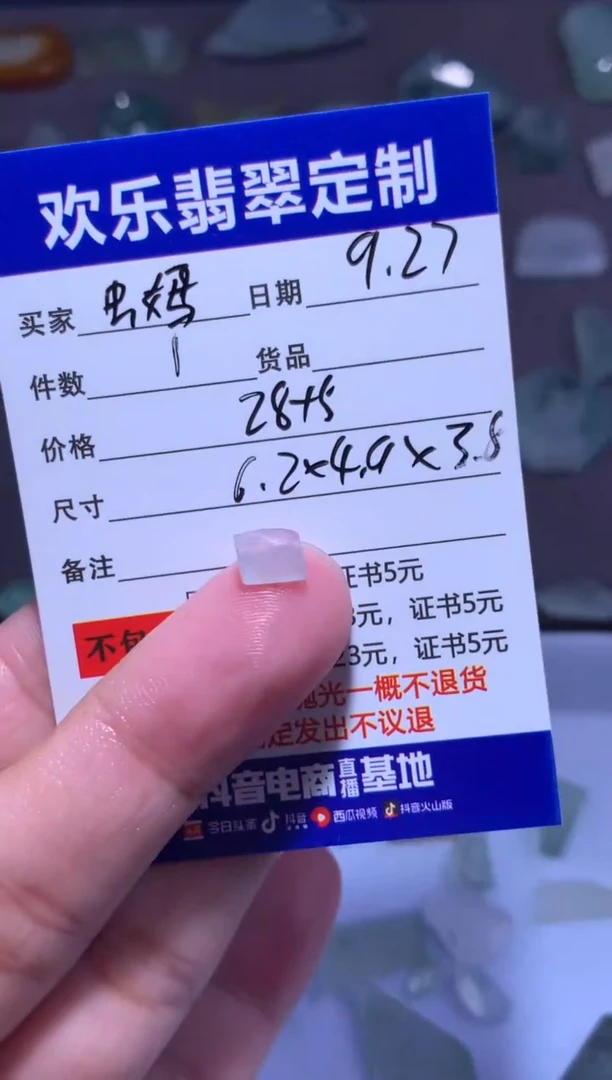 欢乐翡翠定制
买家 虫妈 日期 9.27
件数 1 货品
价格 28+5
尺寸 6.2×4.9×3.8
备注
证书5元
3元，证书5元
不包
3元，证书5元
抛光一概不退货
定发出不议退
抖音电商直播基地
今日头条 抖音 西瓜视频 抖音火山版